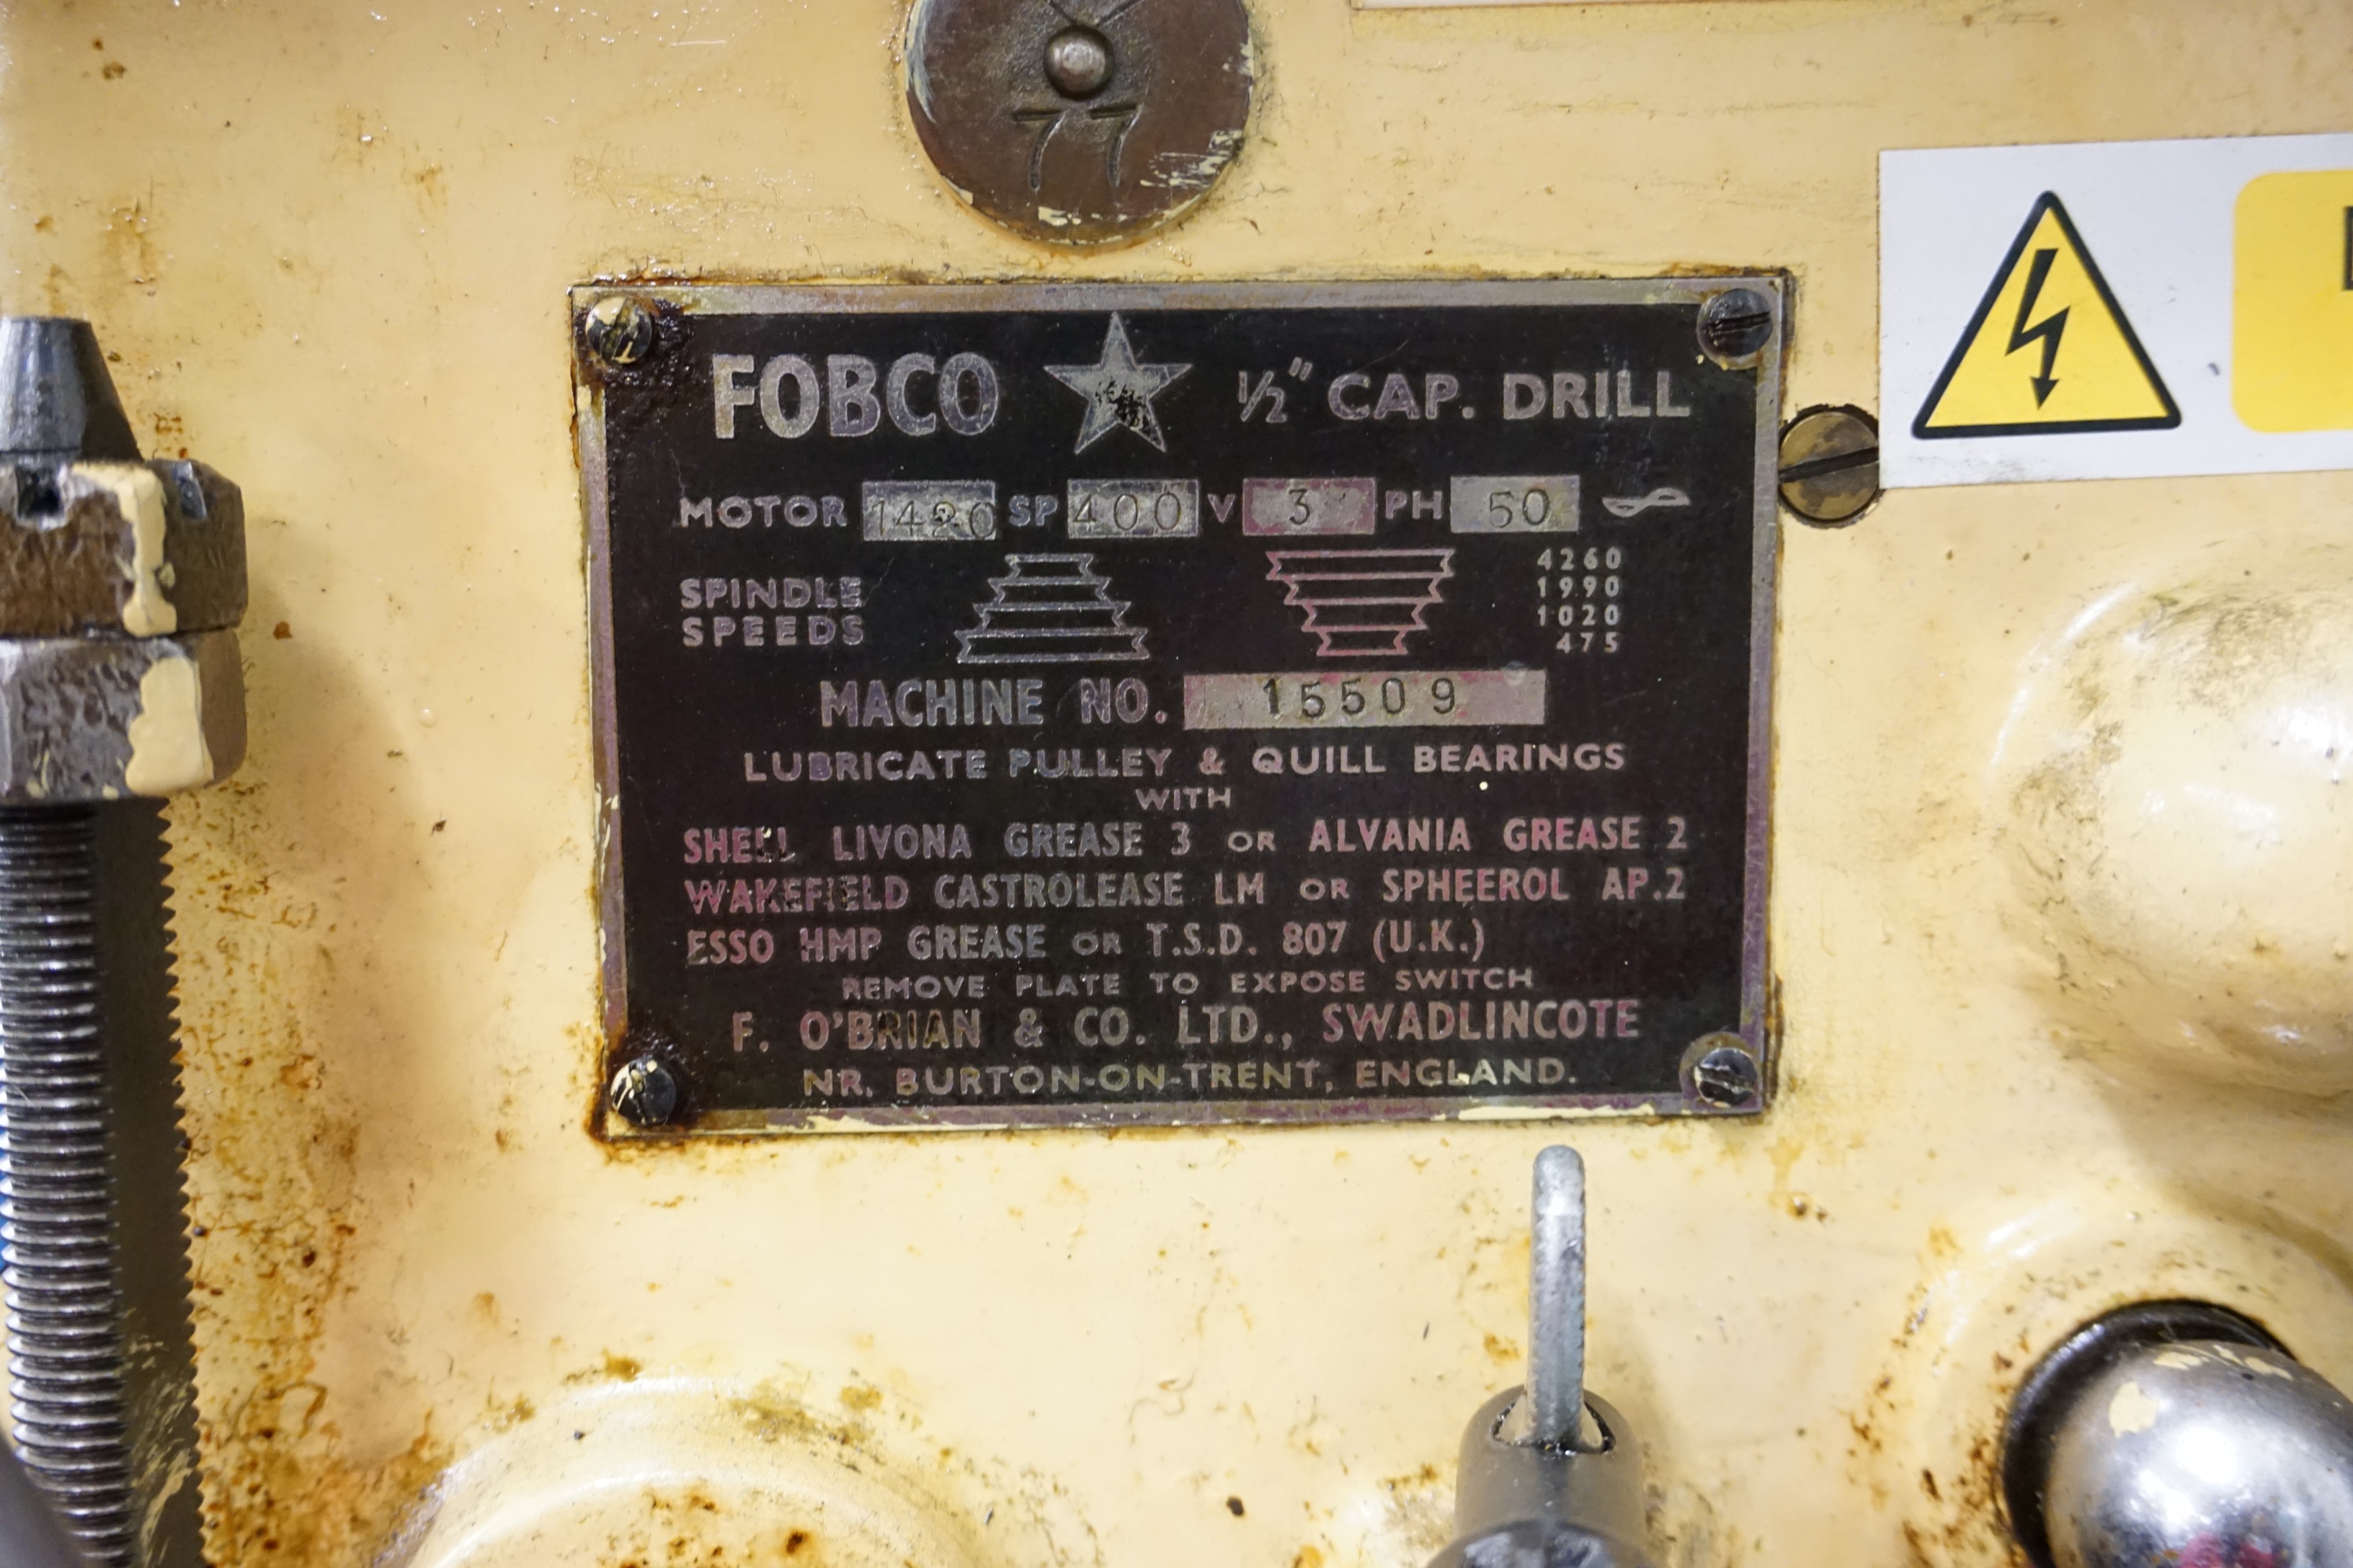 77
FOBCO ½" CAP. DRILL
MOTOR 1420 SP 400 V 3 PH 50
SPINDLE SPEEDS
4260
1990
1020
475
MACHINE NO. 15509
LUBRICATE PULLEY & QUILL BEARINGS
WITH
SHELL LIVONA GREASE 3 OR ALVANIA GREASE 2
WAKEFIELD CASTROLEASE LM OR SPHEEROL AP.2
ESSO HMP GREASE OR T.S.D. 807 (U.K.)
REMOVE PLATE TO EXPOSE SWITCH
F. O'BRIAN & CO. LTD., SWADLINCOTE
NR. BURTON-ON-TRENT, ENGLAND.